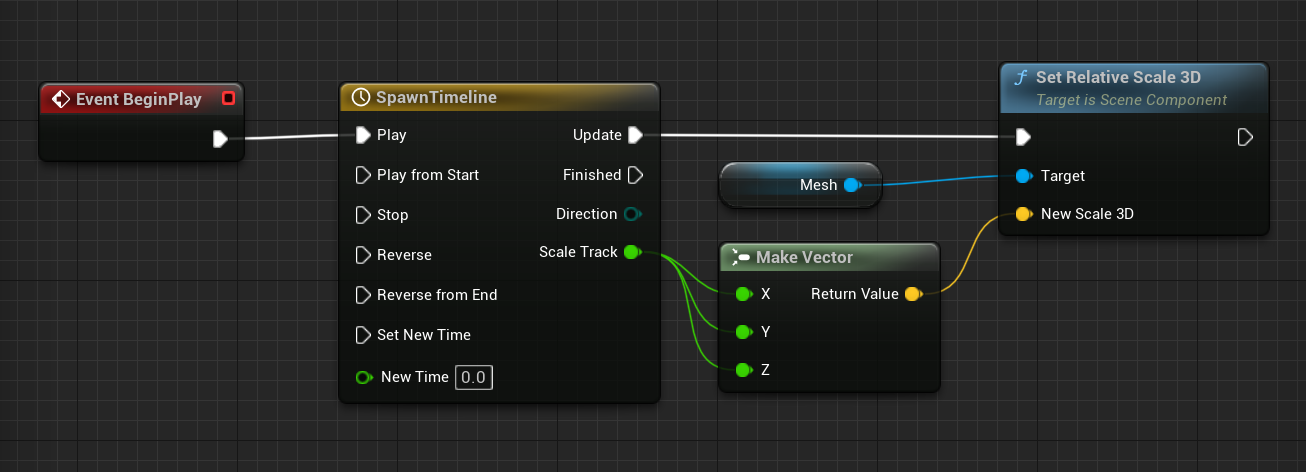 Event BeginPlay
SpawnTimeline
Play
Update
Play from Start
Finished
Stop
Direction
Reverse
Scale Track
Reverse from End
Set New Time
New Time 0.0
Mesh
Make Vector
X
Return Value
Y
Z
Set Relative Scale 3D
Target is Scene Component
Target
New Scale 3D